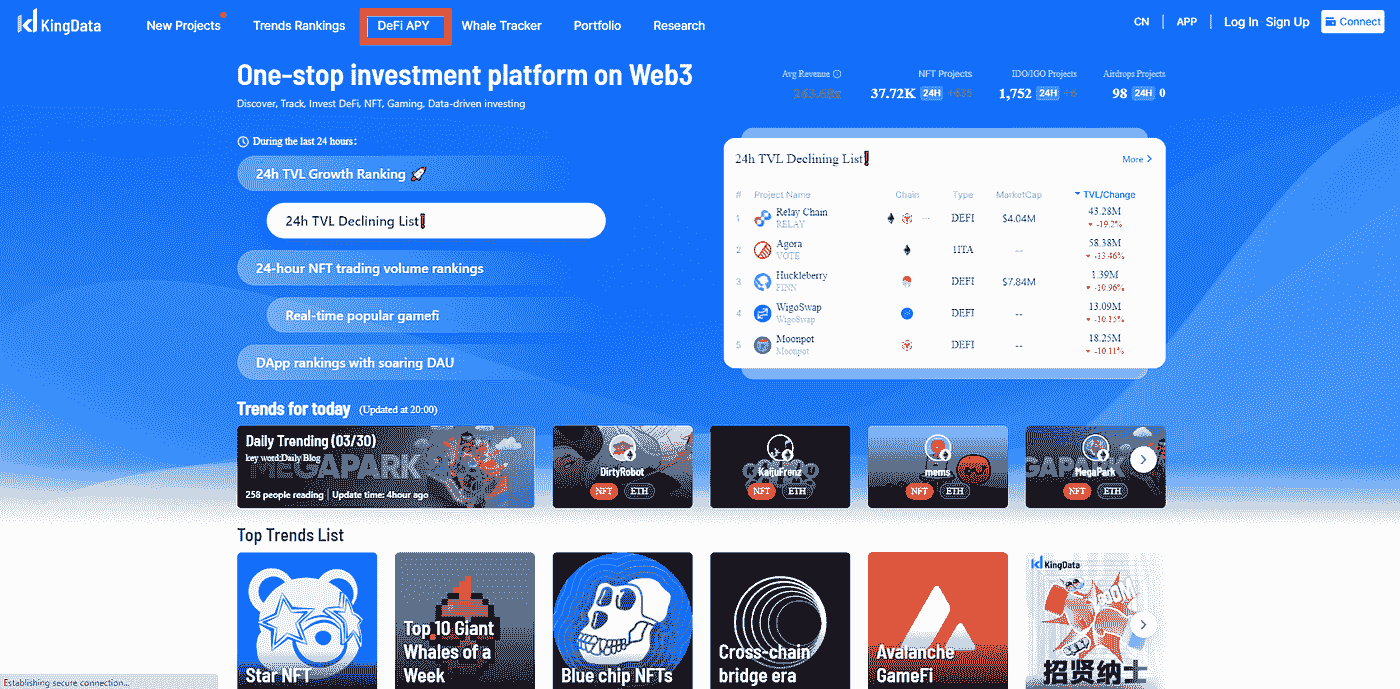 KingData
New Projects Trends Rankings DeFi APY Whale Tracker Portfolio Research
CN APP Log In Sign Up Connect
One-stop investment platform on Web3
Discover, Track, Invest DeFi, NFT, Gaming, Data-driven investing
Avg Revenue NFT Projects IDO/IGO Projects Airdrops Projects
37.72K 24H +625 1,752 24H +6 98 24H 0
During the last 24 hours:
24h TVL Growth Ranking 🚀
24h TVL Declining List❗
24-hour NFT trading volume rankings
Real-time popular gamefi
DApp rankings with soaring DAU
24h TVL Declining List❗ More >
# Project Name Chain Type MarketCap TVL/Change
1 Relay Chain RELAY ··· DEFI $4.04M 43.28M -19.2%
2 Agora VOTE -- 58.38M -13.46%
3 Huckleberry FINN DEFI $7.84M 1.39M -10.96%
4 WigoSwap WigoSwap DEFI -- 13.09M -10.15%
5 Moonpot Moonpot DEFI -- 18.25M -10.11%
Trends for today (Updated at 20:00)
Daily Trending (03/30)
key word:Daily Blog
MEGAPARK
258 people reading | Update time: 4hour ago
DirtyRobot
NFT ETH
KaijuFrenz
NFT ETH
mems
NFT ETH
GAPARK
MegaPark
NFT ETH
Top Trends List
Star NFT
Top 10 Giant
Whales of a
Week
Blue chip NFTs
Cross-chain
bridge era
Avalanche
GameFi
KingData
招贤纳士
Establishing secure connection...